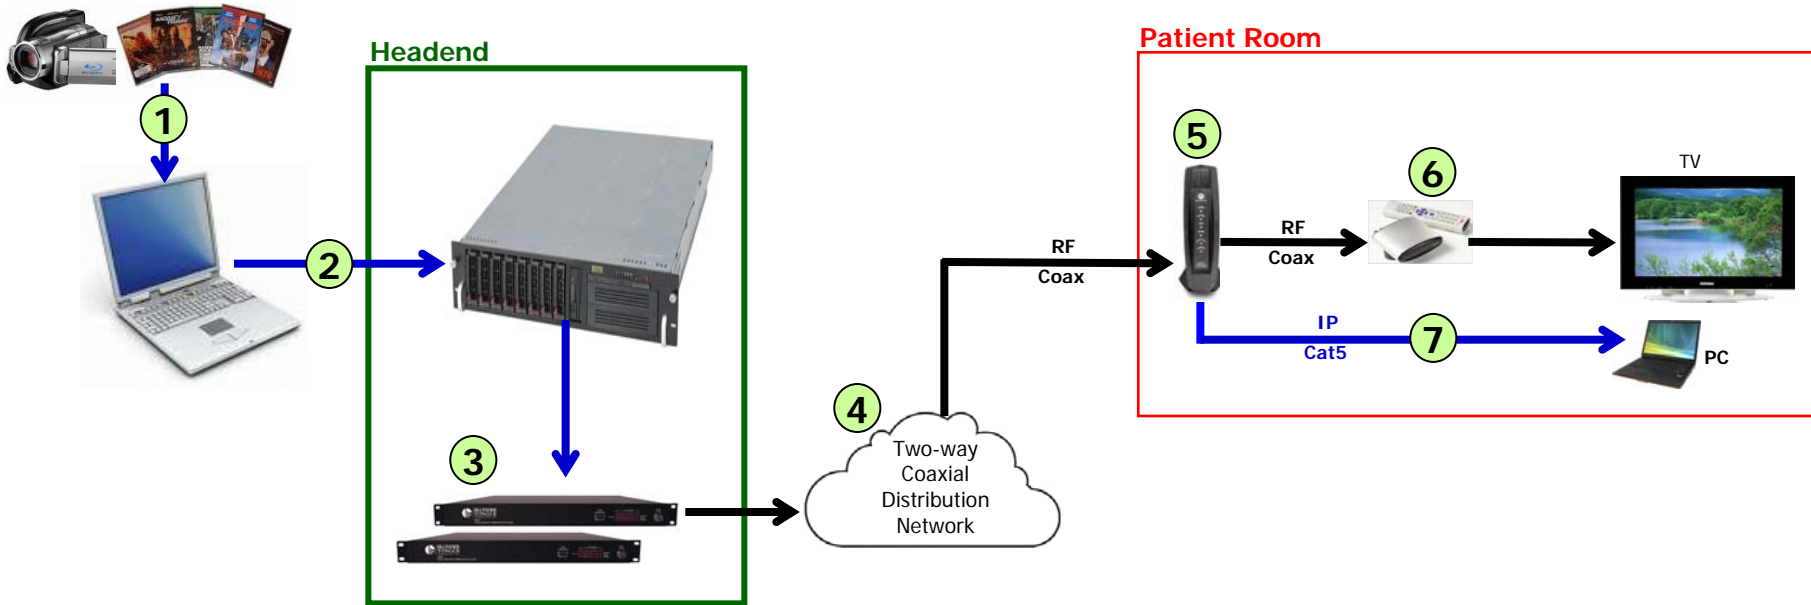 Headend
Patient Room
1
2
3
4
5
6
7
TV
RF
Coax
RF
Coax
IP
Cat5
PC
Two-way
Coaxial
Distribution
Network